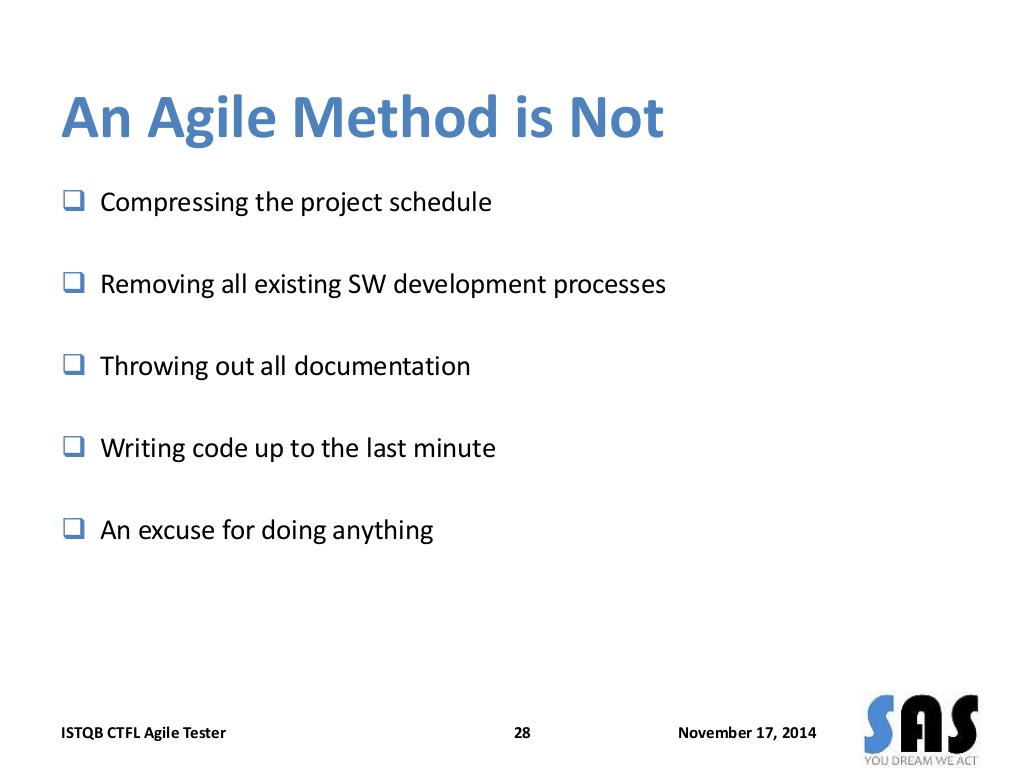 An Agile Method is Not
Compressing the project schedule
Removing all existing SW development processes
Throwing out all documentation
Writing code up to the last minute
An excuse for doing anything
ISTQB CTFL Agile Tester
28
November 17, 2014
SAS
YOU DREAM WE ACT